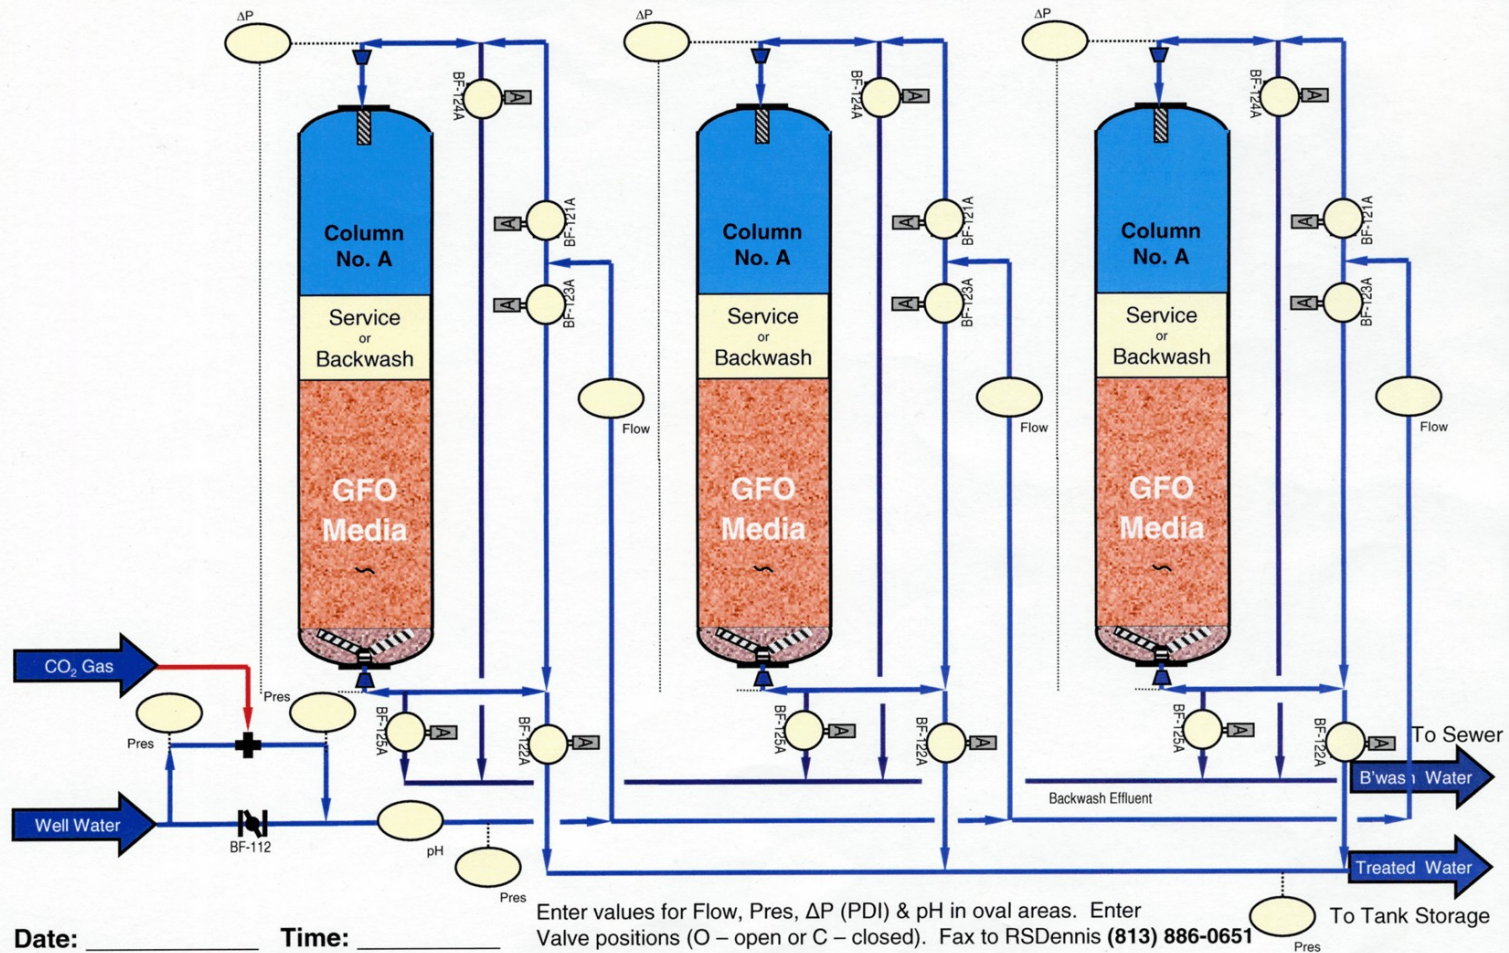 ΔP
ΔP
ΔP
BF-124A
A
BF-124A
A
BF-124A
A
A
BF-121A
A
BF-121A
A
BF-121A
Column
No. A
Column
No. A
Column
No. A
A
BF-123A
A
BF-123A
A
BF-123A
Service
or
Backwash
Service
or
Backwash
Service
or
Backwash
Flow
Flow
Flow
GFO
Media
GFO
Media
GFO
Media
CO₂ Gas
Pres
Pres
BF-125A
A
BF-122A
A
BF-125A
A
BF-122A
A
BF-125A
A
BF-122A
A
To Sewer
B'wash Water
Backwash Effluent
Well Water
BF-112
pH
Pres
Treated Water
Enter values for Flow, Pres, ΔP (PDI) & pH in oval areas. Enter
Valve positions (O – open or C – closed). Fax to RSDennis (813) 886-0651
To Tank Storage
Pres
Date: ____________ Time: __________